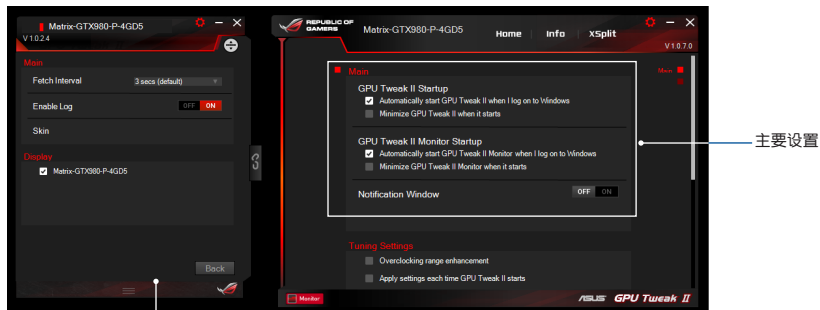 Matrix-GTX980-P-4GD5
V 1.0.2.4
Main
Fetch Interval 3 secs (default)
Enable Log OFF ON
Skin
Display
Matrix-GTX980-P-4GD5
Back
REPUBLIC OF
GAMERS
Matrix-GTX980-P-4GD5 Home Info XSplit
V 1.0.7.0
Main
Main
GPU Tweak II Startup
Automatically start GPU Tweak II when I log on to Windows
Minimize GPU Tweak II when it starts
GPU Tweak II Monitor Startup
Automatically start GPU Tweak II Monitor when I log on to Windows
Minimize GPU Tweak II Monitor when it starts
Notification Window OFF ON
Tuning Settings
Overclocking range enhancement
Apply settings each time GPU Tweak II starts
Monitor
ASUS GPU Tweak II
主要设置